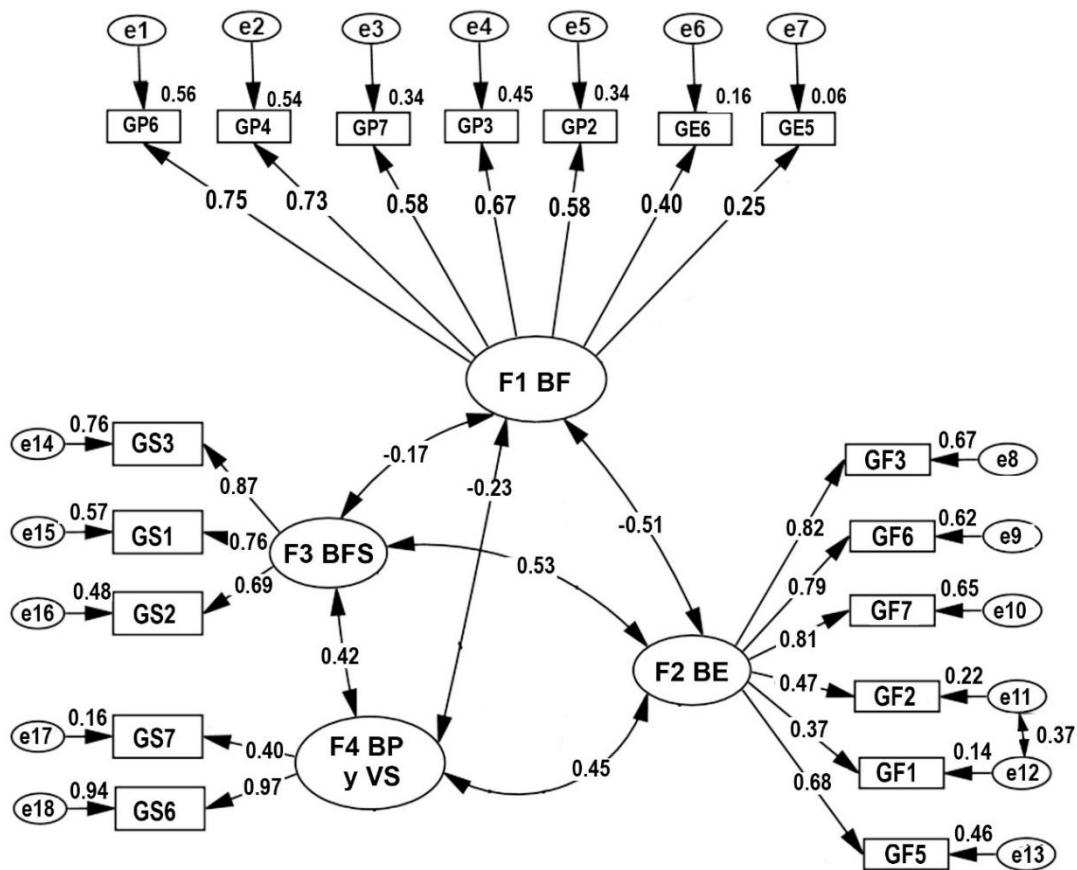 e1 e2 e3 e4 e5 e6 e7
0.56 0.54 0.34 0.45 0.34 0.16 0.06
GP6 GP4 GP7 GP3 GP2 GE6 GE5
0.75 0.73 0.58 0.67 0.58 0.40 0.25
F1 BF
-0.17
-0.23
-0.51
0.53
0.42
0.45
e14 0.76 GS3
0.87
e15 0.57 GS1
0.76
e16 0.48 GS2
0.69
F3 BFS
e17 0.16 GS7
0.40
e18 0.94 GS6
0.97
F4 BP
y VS
F2 BE
0.82
GF3 0.67 e8
0.79
GF6 0.62 e9
0.81
GF7 0.65 e10
0.47
GF2 0.22 e11
0.37
0.37
GF1 0.14 e12
0.68
GF5 0.46 e13